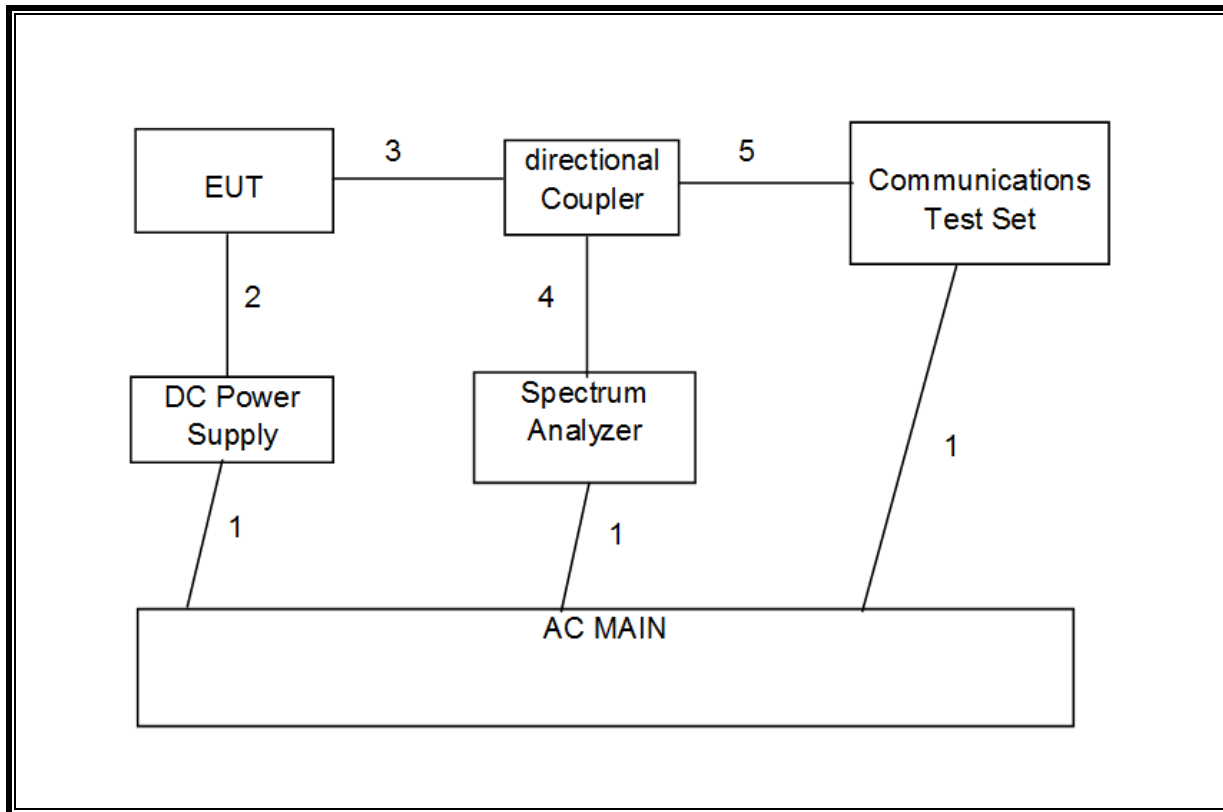 EUT
3
directional
Coupler
5
Communications
Test Set
2
4
DC Power
Supply
Spectrum
Analyzer
1
1
1
AC MAIN